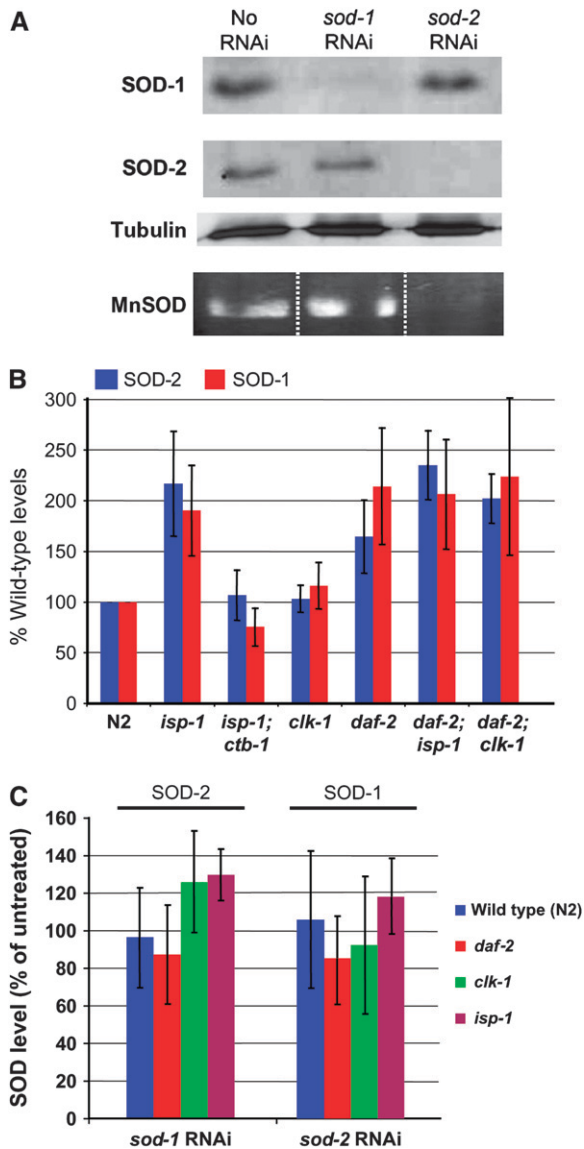 A
No RNAi
sod-1 RNAi
sod-2 RNAi
SOD-1
SOD-2
Tubulin
MnSOD
B
SOD-2
SOD-1
% Wild-type levels
300
250
200
150
100
50
0
N2
isp-1
isp-1; ctb-1
clk-1
daf-2
daf-2; isp-1
daf-2; clk-1
C
SOD-2
SOD-1
SOD level (% of untreated)
160
140
120
100
80
60
40
20
0
sod-1 RNAi
sod-2 RNAi
Wild type (N2)
daf-2
clk-1
isp-1